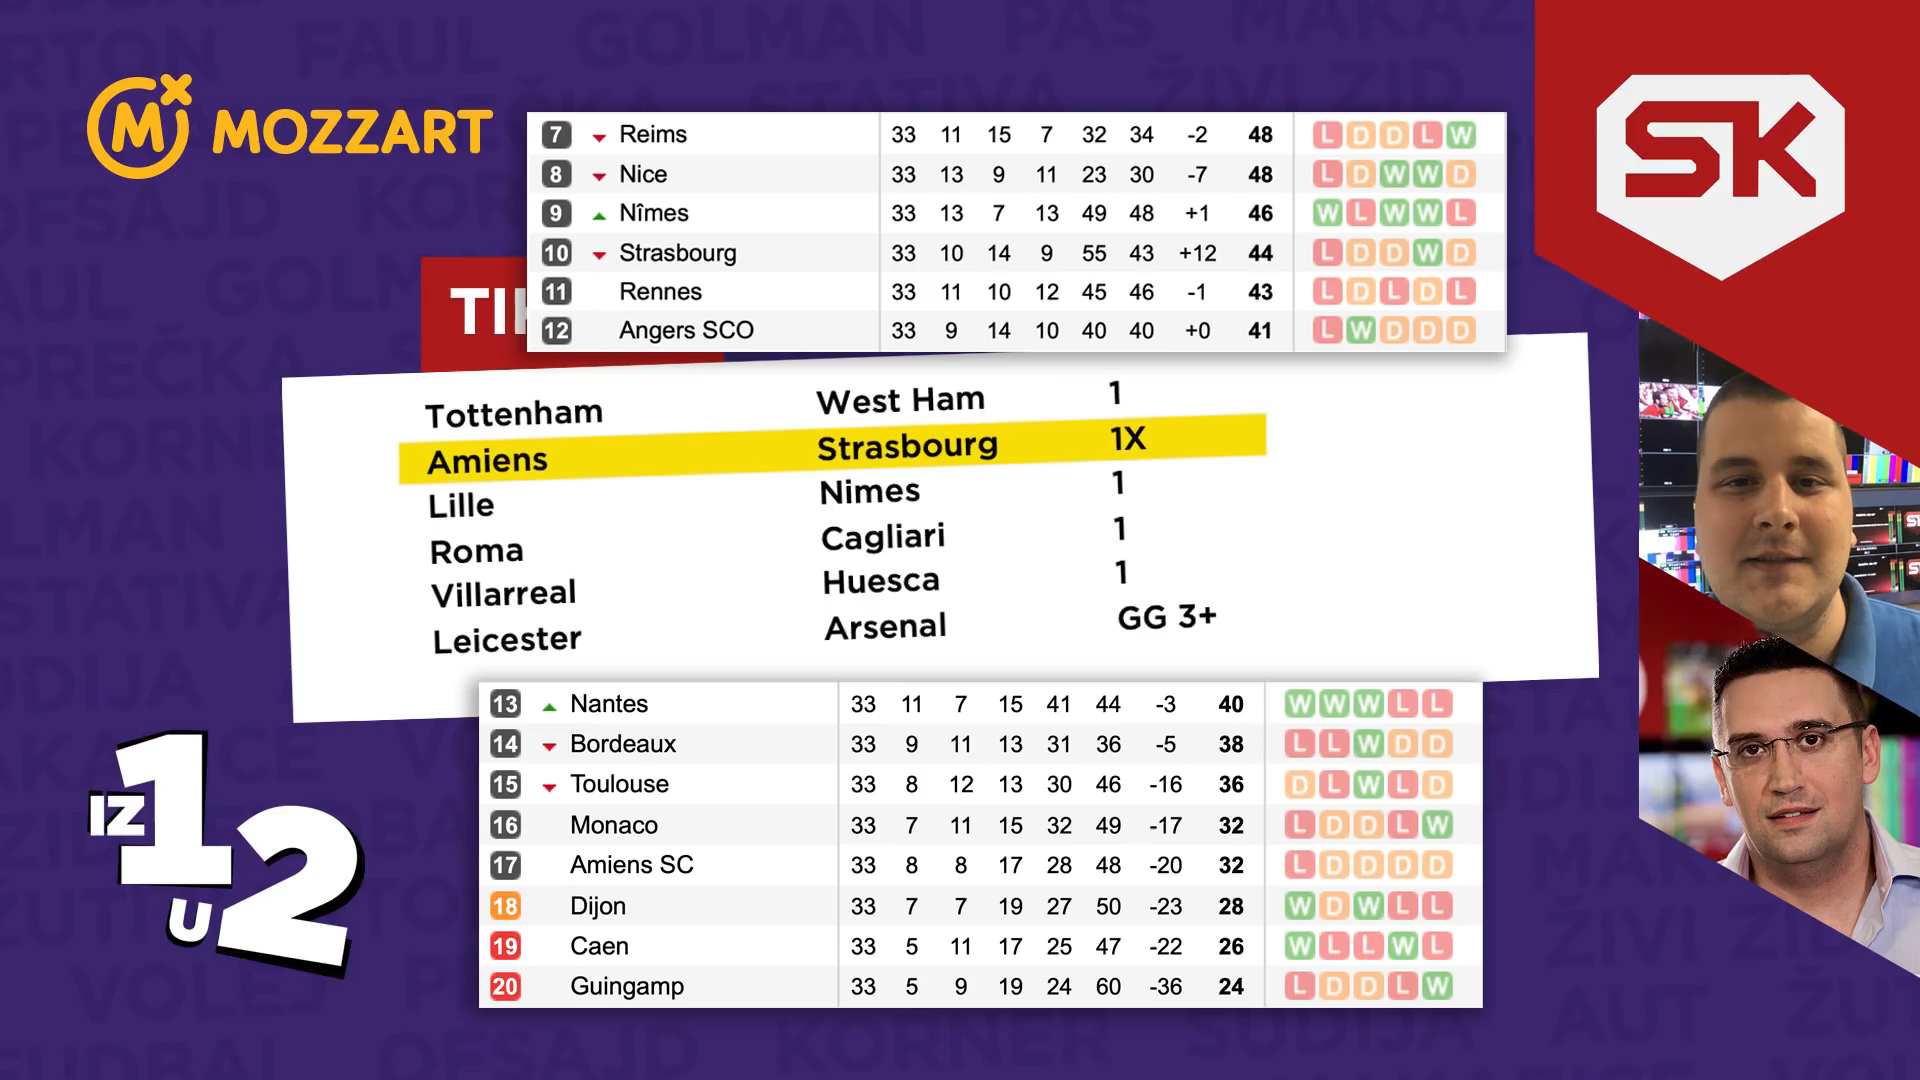 MOZZART
SK
7 Reims 33 11 15 7 32 34 -2 48 L D D L W
8 Nice 33 13 9 11 23 30 -7 48 L D W W D
9 Nîmes 33 13 7 13 49 48 +1 46 W L W W L
10 Strasbourg 33 10 14 9 55 43 +12 44 L D D W D
11 Rennes 33 11 10 12 45 46 -1 43 L D L D L
12 Angers SCO 33 9 14 10 40 40 +0 41 L W D D D
Tottenham West Ham 1
Amiens Strasbourg 1X
Lille Nimes 1
Roma Cagliari 1
Villarreal Huesca 1
Leicester Arsenal GG 3+
13 Nantes 33 11 7 15 41 44 -3 40 W W W L L
14 Bordeaux 33 9 11 13 31 36 -5 38 L L W D D
15 Toulouse 33 8 12 13 30 46 -16 36 D L W L D
16 Monaco 33 7 11 15 32 49 -17 32 L D D L W
17 Amiens SC 33 8 8 17 28 48 -20 32 L D D D D
18 Dijon 33 7 7 19 27 50 -23 28 W D W L L
19 Caen 33 5 11 17 25 47 -22 26 W L L W L
20 Guingamp 33 5 9 19 24 60 -36 24 L D D L W
IZ 1 U 2